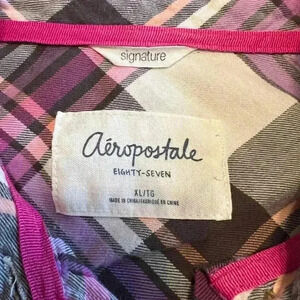 signature
aéropostale
EIGHTY-SEVEN
XL/TG
MADE IN CHINA/FABRIQUÉ EN CHINE